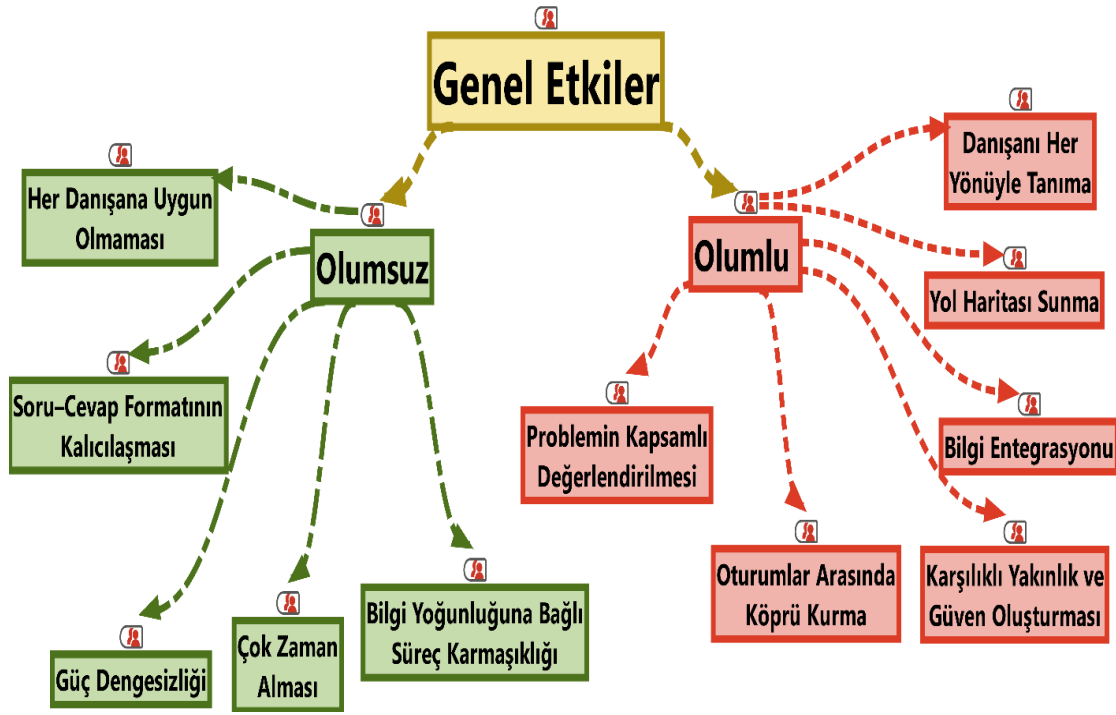 Genel Etkiler
Olumsuz
Her Danışana Uygun
Olmaması
Soru–Cevap Formatının
Kalıcılaşması
Güç Dengesizliği
Çok Zaman
Alması
Bilgi Yoğunluğuna Bağlı
Süreç Karmaşıklığı
Olumlu
Danışanı Her
Yönüyle Tanıma
Yol Haritası Sunma
Bilgi Entegrasyonu
Karşılıklı Yakınlık ve
Güven Oluşturması
Oturumlar Arasında
Köprü Kurma
Problemin Kapsamlı
Değerlendirilmesi